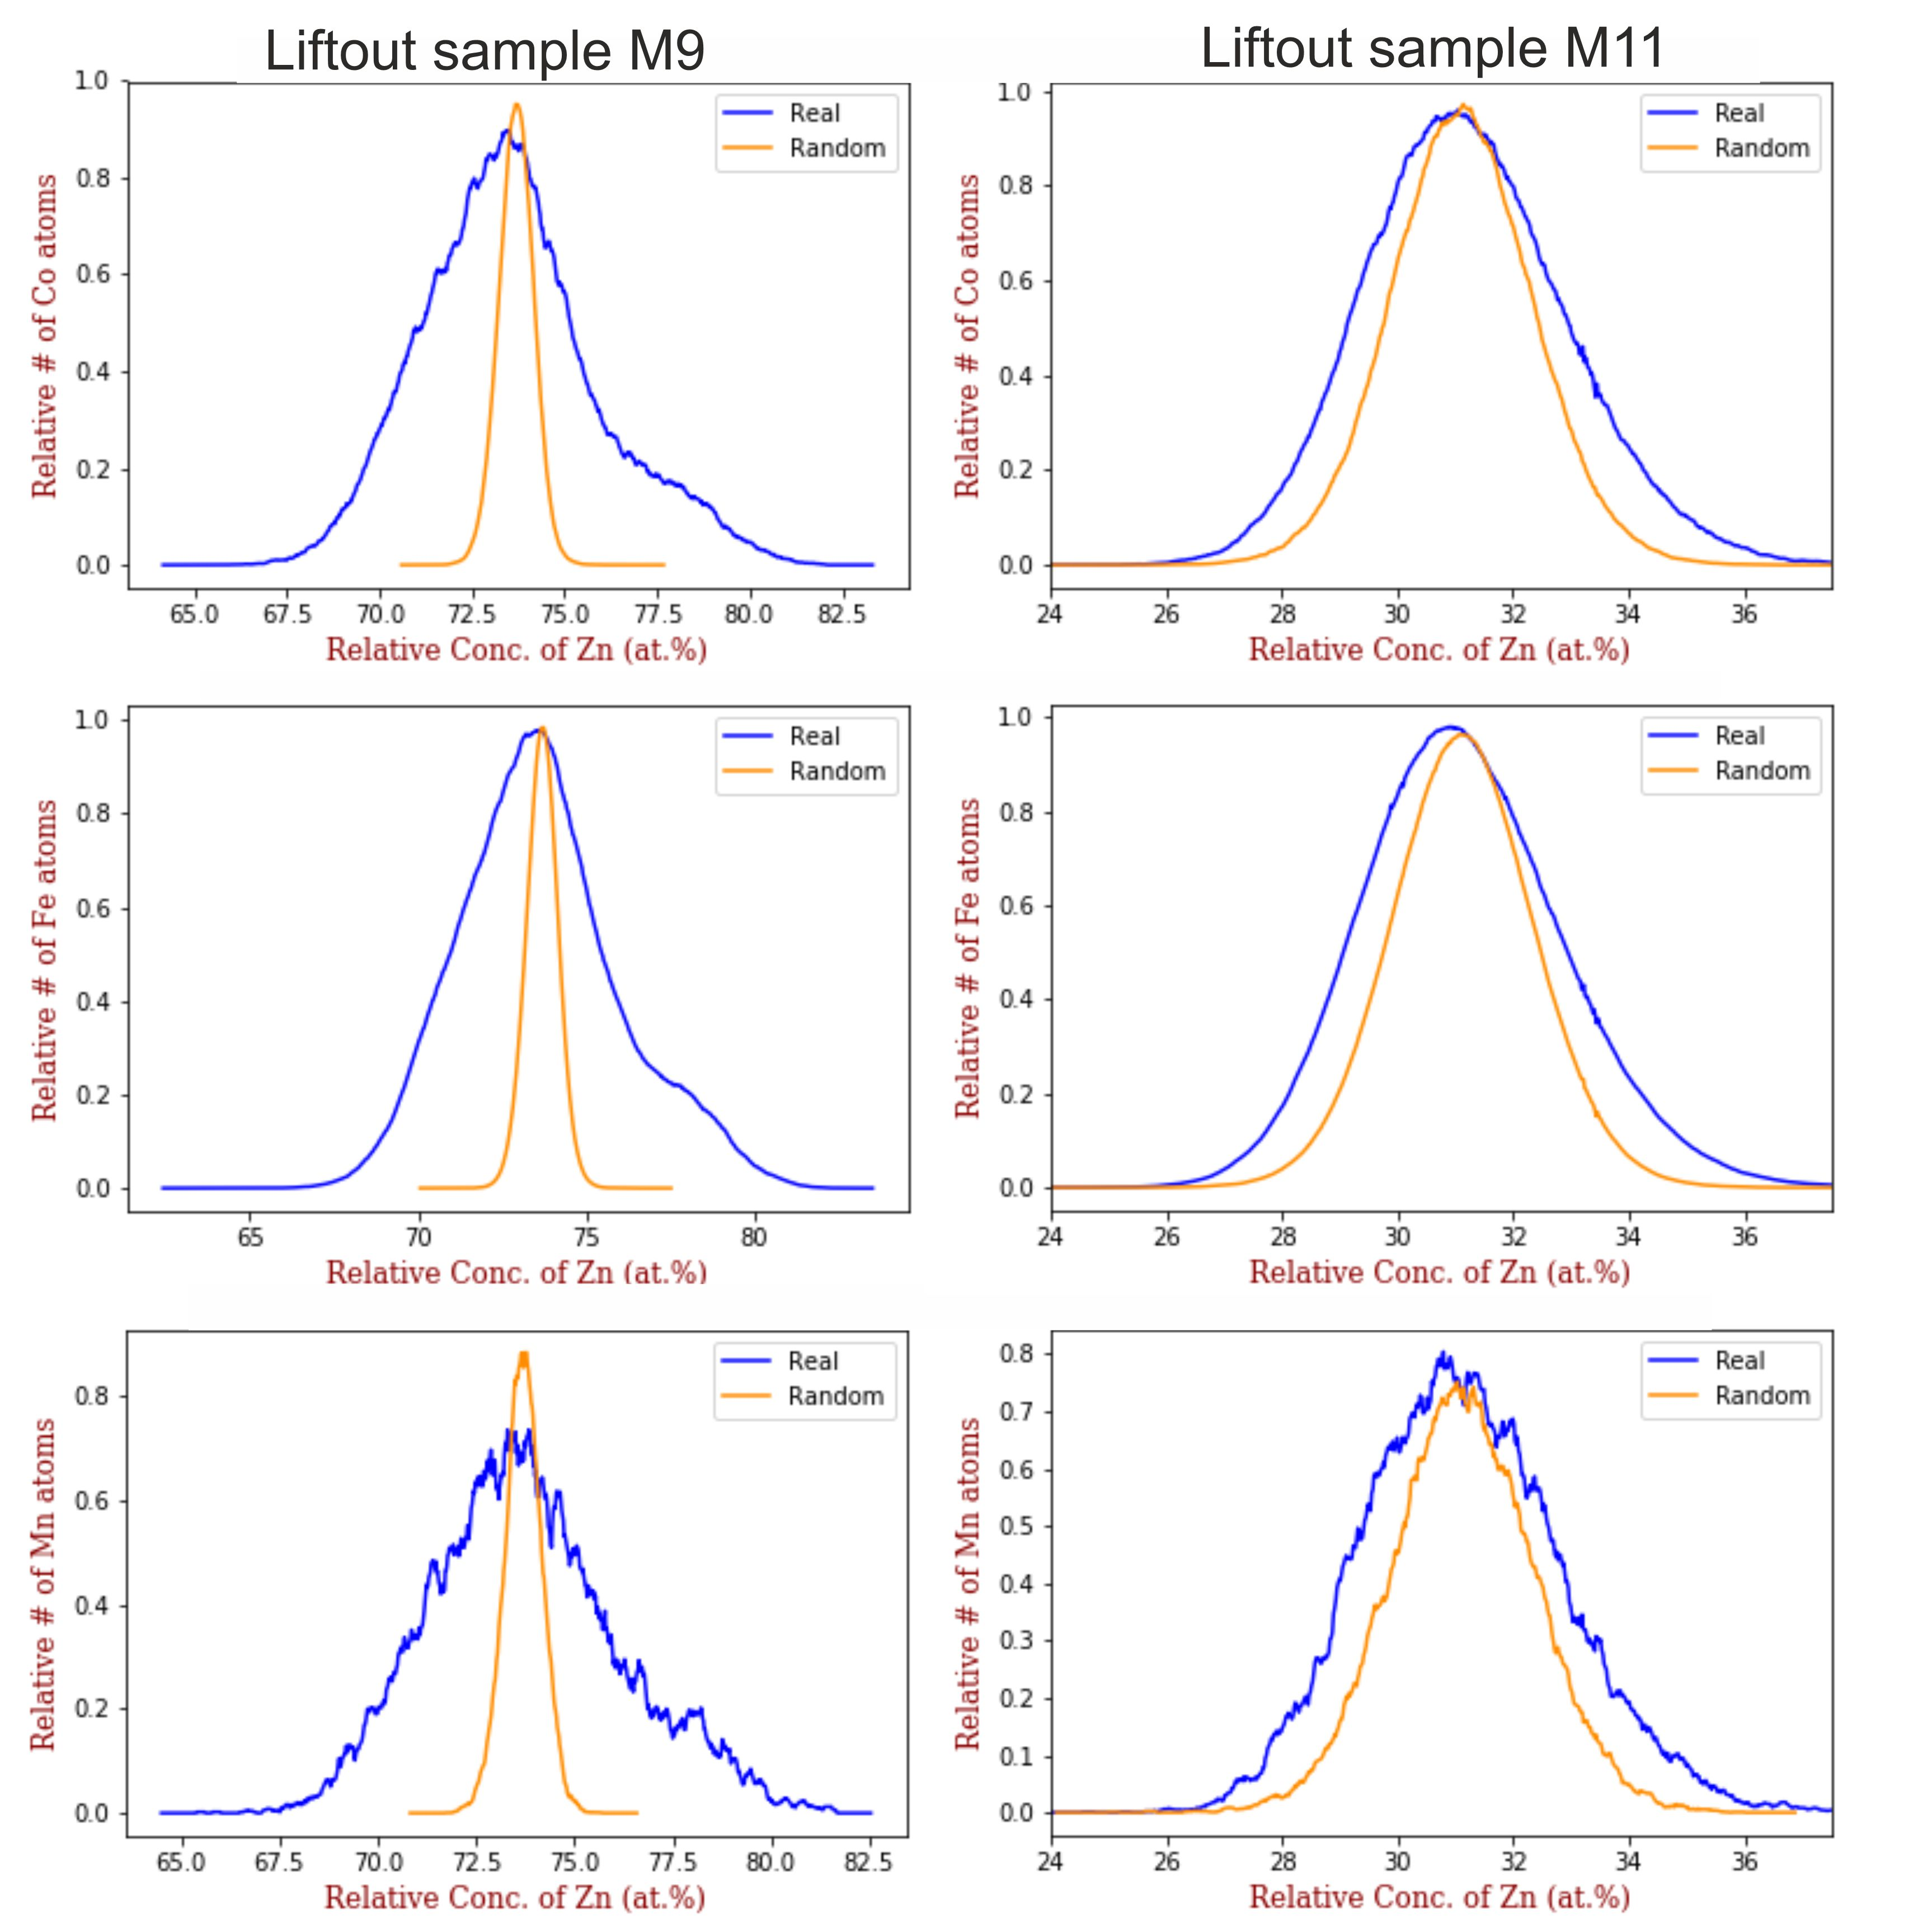 Liftout sample M9
Liftout sample M11
Relative # of Co atoms
1.0
0.8
0.6
0.4
0.2
0.0
Real
Random
65.0 67.5 70.0 72.5 75.0 77.5 80.0 82.5
Relative Conc. of Zn (at.%)
Relative # of Co atoms
1.0
0.8
0.6
0.4
0.2
0.0
Real
Random
24 26 28 30 32 34 36
Relative Conc. of Zn (at.%)
Relative # of Fe atoms
1.0
0.8
0.6
0.4
0.2
0.0
Real
Random
65 70 75 80
Relative Conc. of Zn (at.%)
Relative # of Fe atoms
1.0
0.8
0.6
0.4
0.2
0.0
Real
Random
24 26 28 30 32 34 36
Relative Conc. of Zn (at.%)
Relative # of Mn atoms
0.8
0.6
0.4
0.2
0.0
Real
Random
65.0 67.5 70.0 72.5 75.0 77.5 80.0 82.5
Relative Conc. of Zn (at.%)
Relative # of Mn atoms
0.8
0.7
0.6
0.5
0.4
0.3
0.2
0.1
0.0
Real
Random
24 26 28 30 32 34 36
Relative Conc. of Zn (at.%)